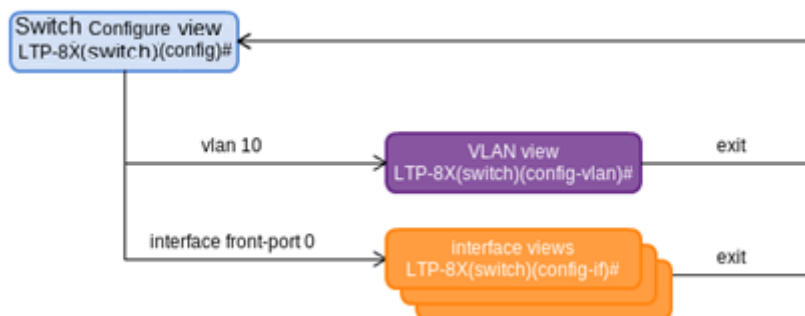 Switch Configure view
LTP-8X(switch)(config)#
vlan 10
VLAN view
LTP-8X(switch)(config-vlan)#
exit
interface front-port 0
interface views
LTP-8X(switch)(config-if)#
exit